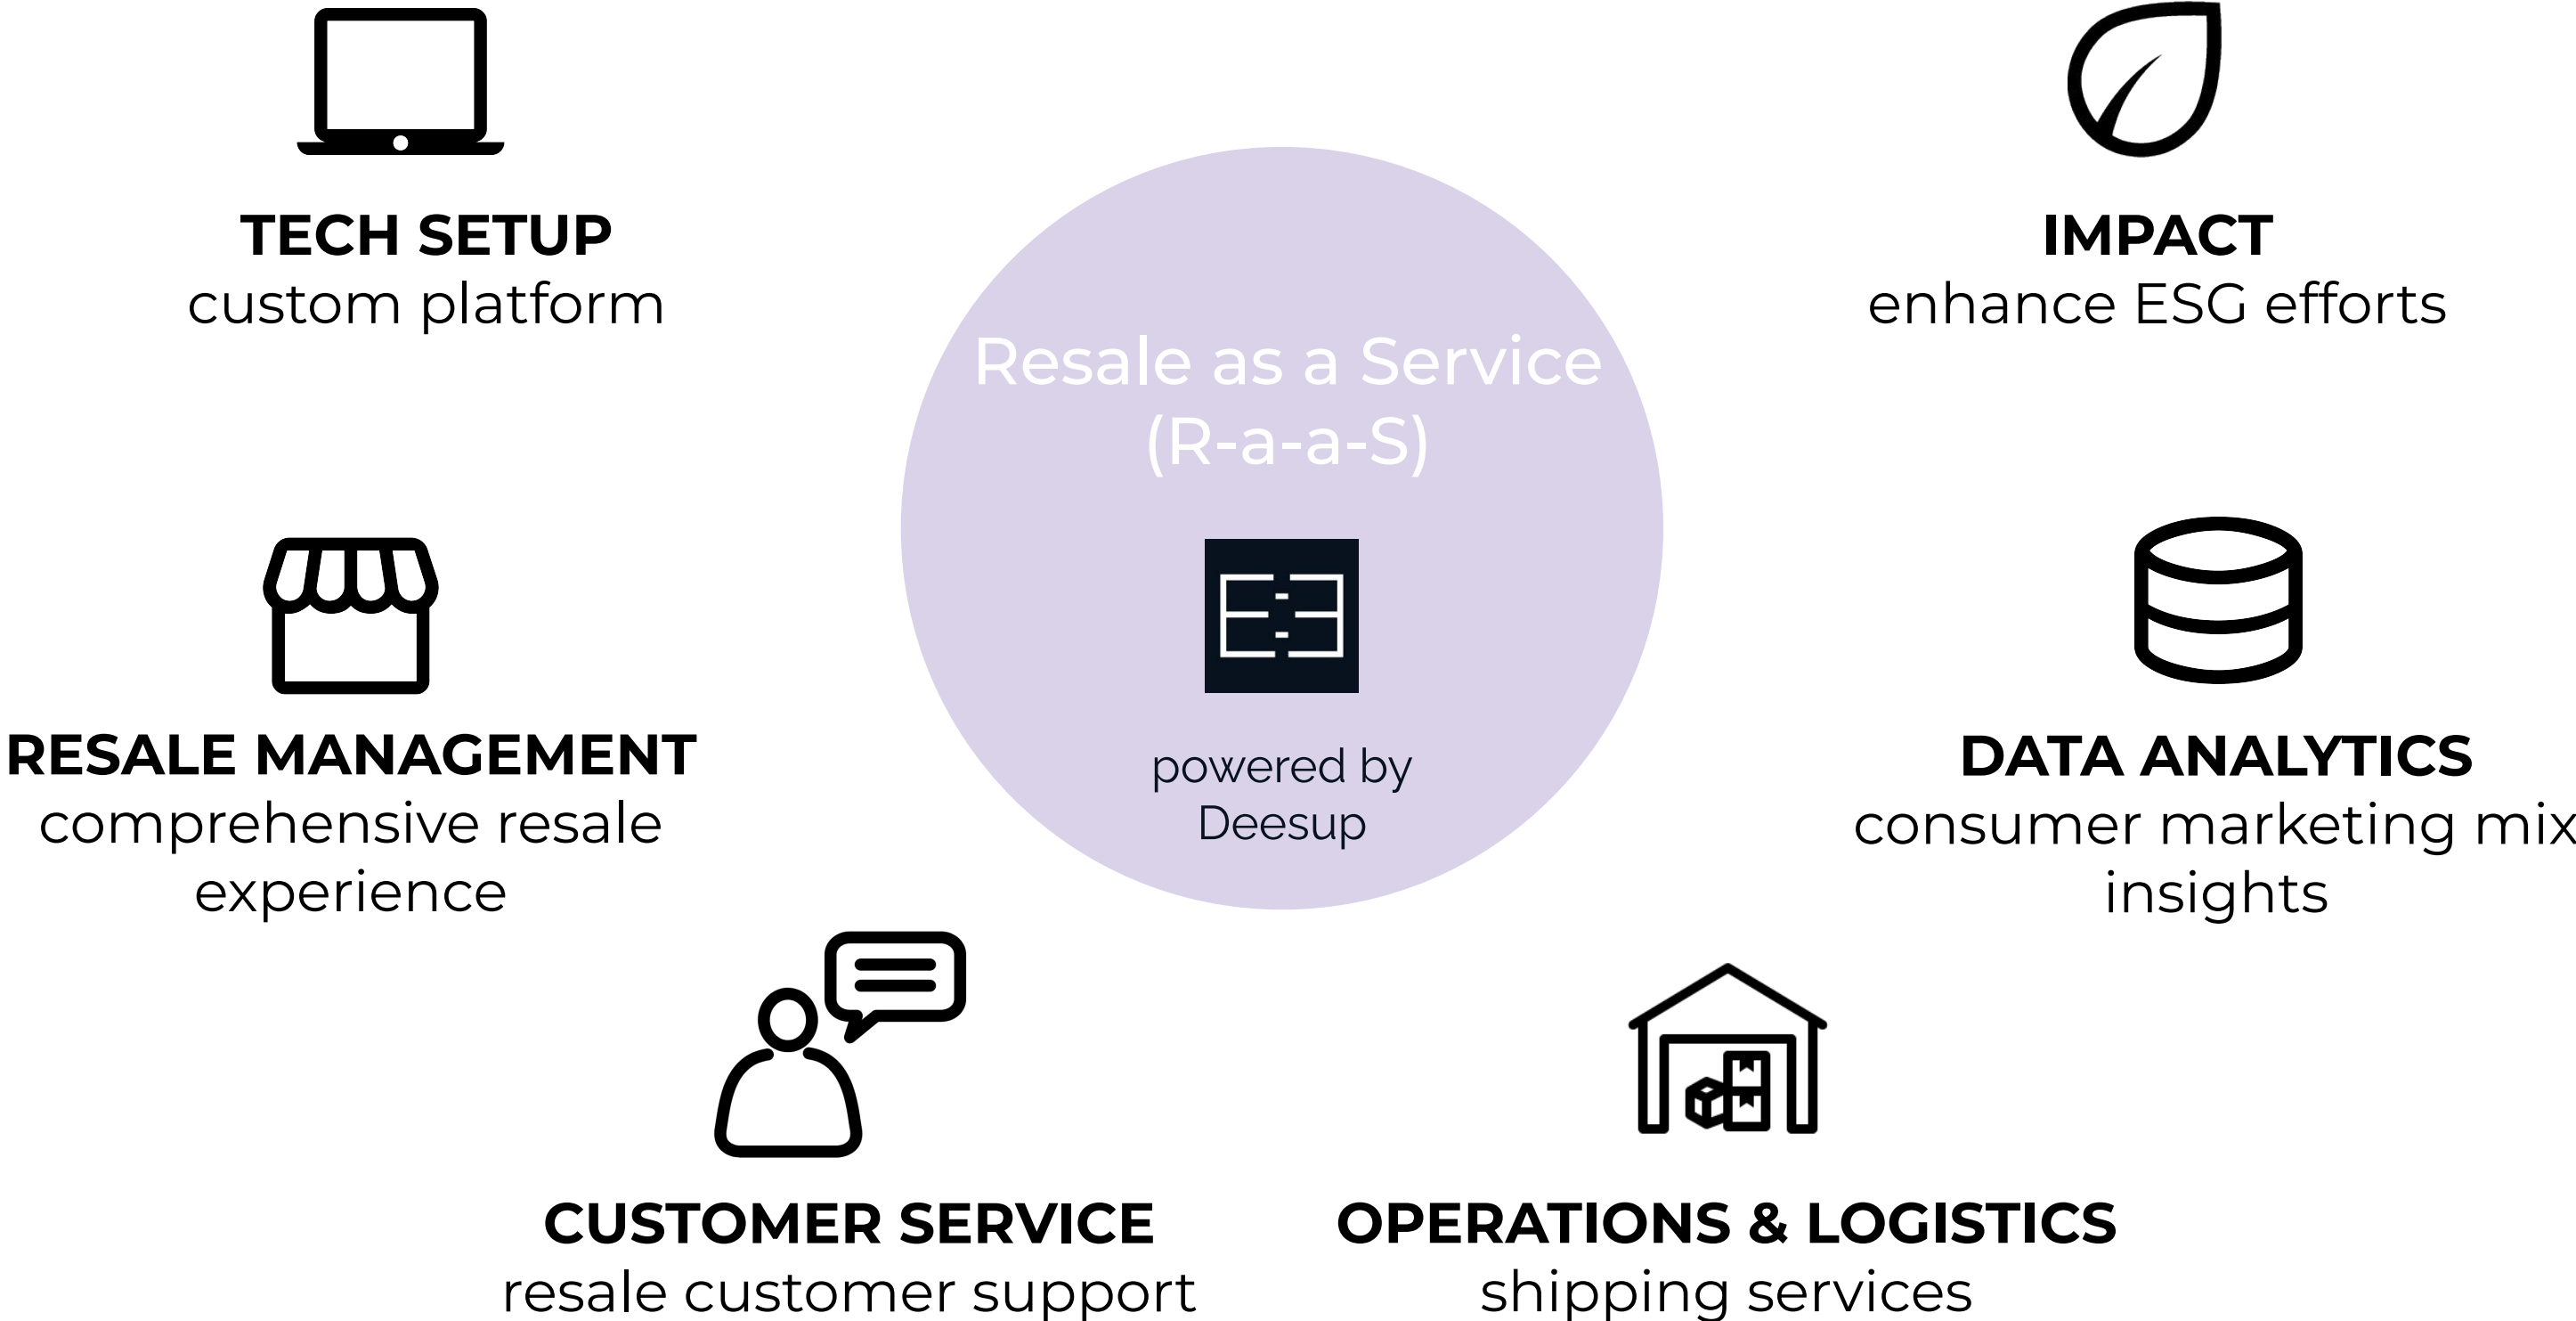 TECH SETUP
custom platform
IMPACT
enhance ESG efforts
Resale as a Service
(R-a-a-S)
powered by
Deesup
RESALE MANAGEMENT
comprehensive resale
experience
DATA ANALYTICS
consumer marketing mix
insights
CUSTOMER SERVICE
resale customer support
OPERATIONS & LOGISTICS
shipping services